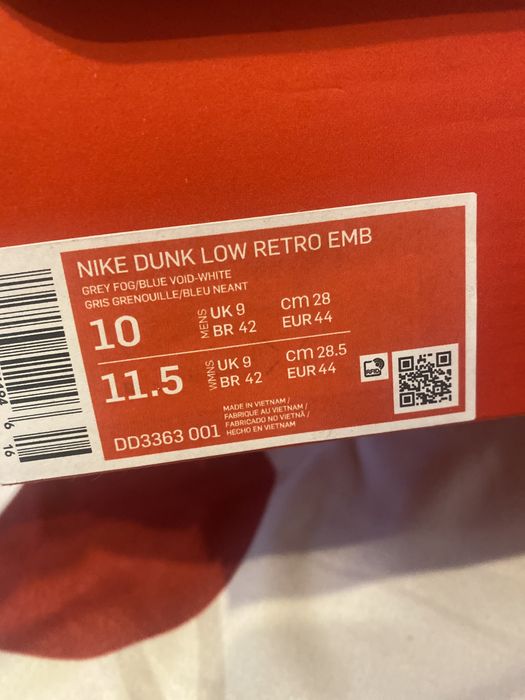 NIKE DUNK LOW RETRO EMB
GREY FOG/BLUE VOID-WHITE
GRIS GRENOUILLE/BLEU NEANT
10 MENS UK 9 CM 28
BR 42 EUR 44
11.5 WMNS UK 9 CM 28.5
BR 42 EUR 44
RFID
MADE IN VIETNAM /
FABRIQUE AU VIETNAM /
FABRICADO NO VIETNÃ /
HECHO EN VIETNAM
DD3363 001
6 16